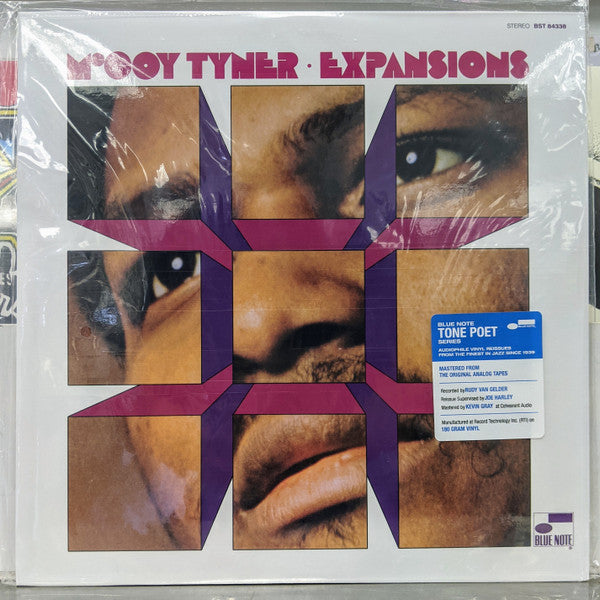 STEREO BST 84338
McCOY TYNER · EXPANSIONS
BLUE NOTE
TONE POET
SERIES
BLUE NOTE
AUDIOPHILE VINYL REISSUES
FROM THE FINEST IN JAZZ SINCE 1939
MASTERED FROM
THE ORIGINAL ANALOG TAPES
Recorded by RUDY VAN GELDER
Reissue Supervised by JOE HARLEY
Mastered by KEVIN GRAY at Cohearent Audio
Manufactured at Record Technology Inc. (RTI) on
180 GRAM VINYL
BLUE NOTE